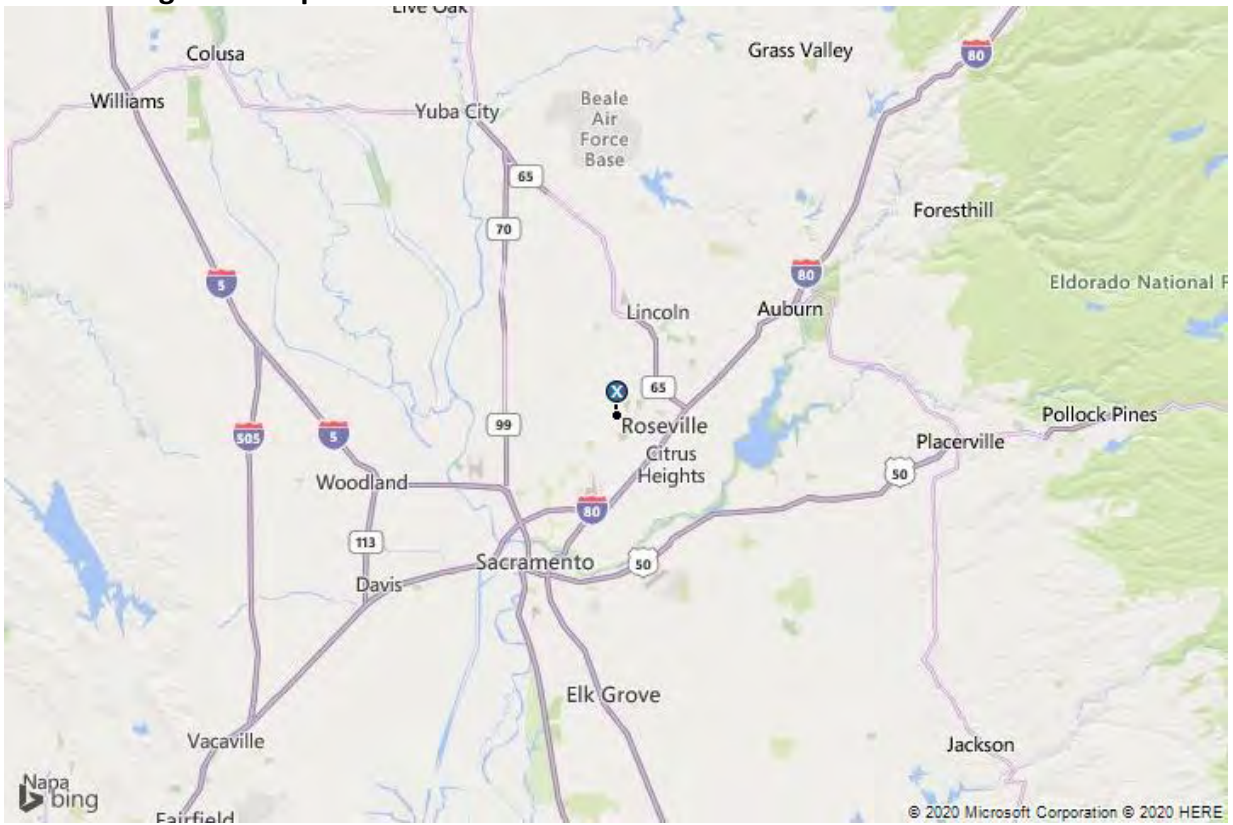 Live Oak
Colusa
Grass Valley
80
Williams
Yuba City
Beale
Air
Force
Base
65
70
Foresthill
5
80
Eldorado National F
Lincoln
Auburn
X
65
99
Roseville
Pollock Pines
505
5
Citrus
Heights
Placerville
50
Woodland
80
113
Sacramento
50
Davis
Elk Grove
Vacaville
Jackson
Napa
bing
Fairfield
© 2020 Microsoft Corporation © 2020 HERE